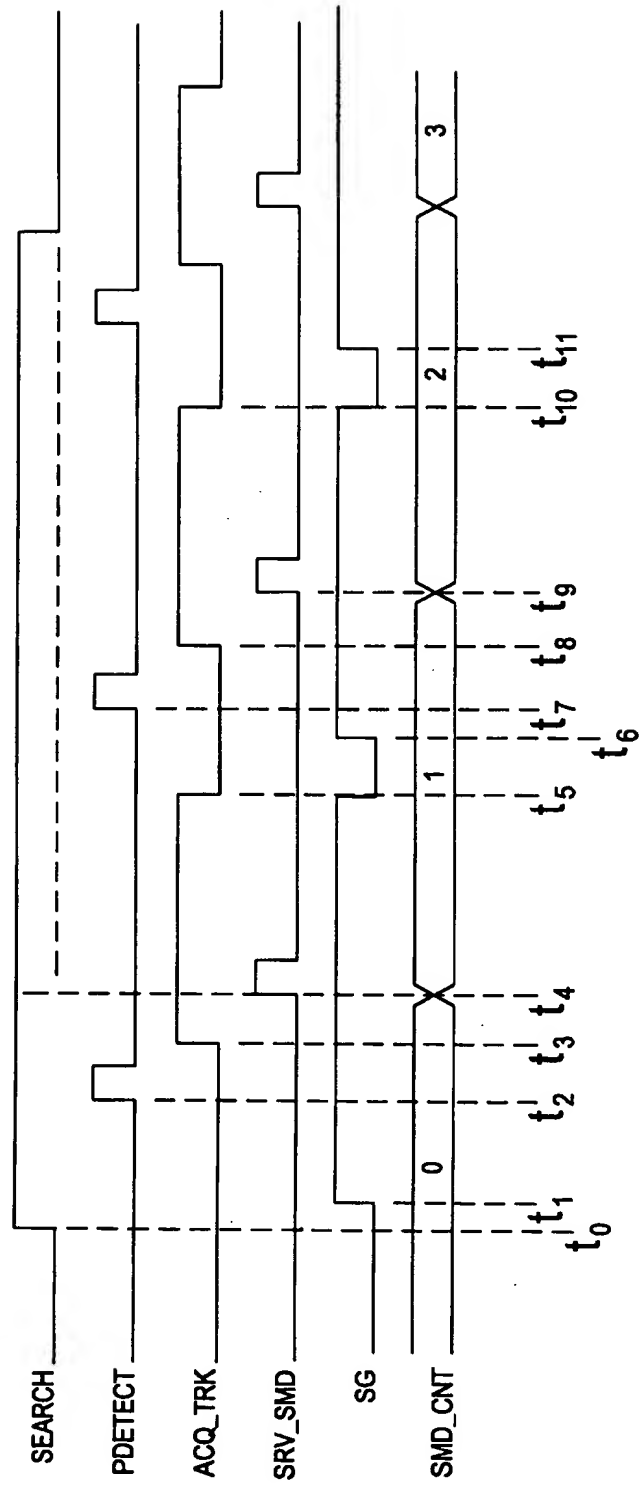 SEARCH
PDETECT
ACQ_TRK
SRV_SMD
SG
SMD_CNT
0
1
2
3
t0
t1
t2
t3
t4
t5
t6
t7
t8
t9
t10
t11